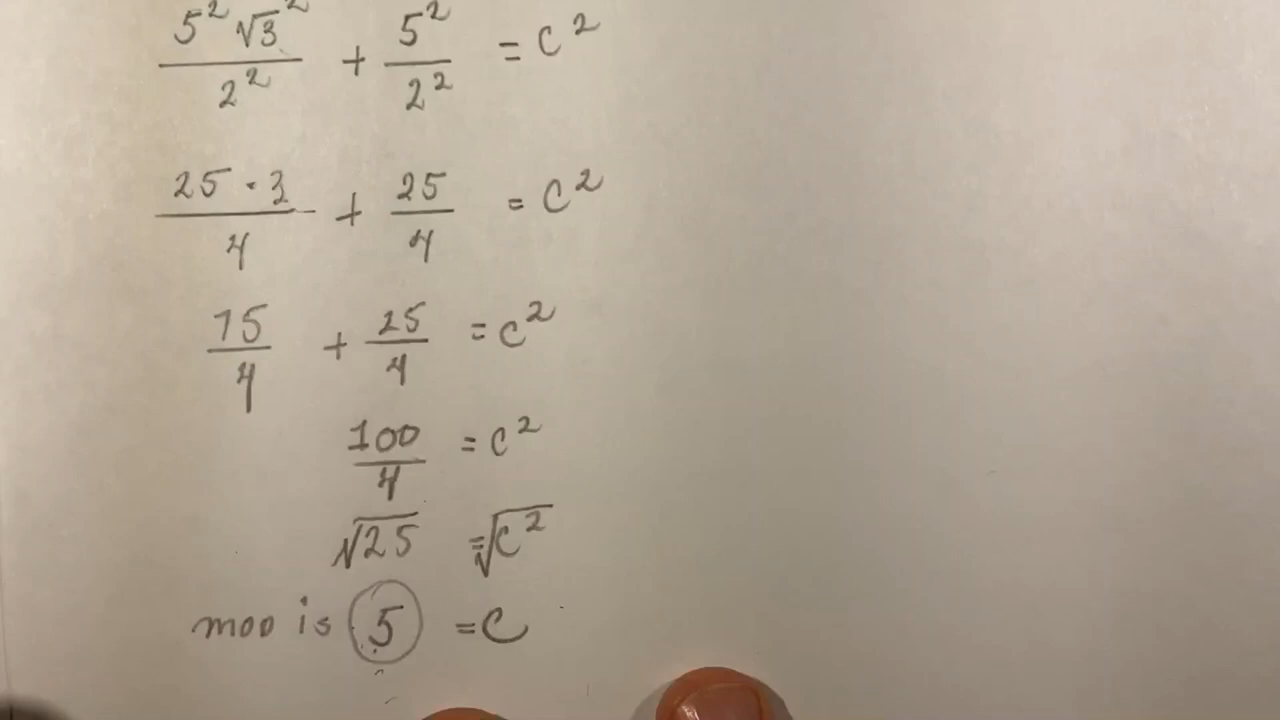 5² √3² / 2² + 5² / 2² = c²
25 · 3 / 4 + 25 / 4 = c²
75 / 4 + 25 / 4 = c²
100 / 4 = c²
√25 = √c²
moo is 5 = c